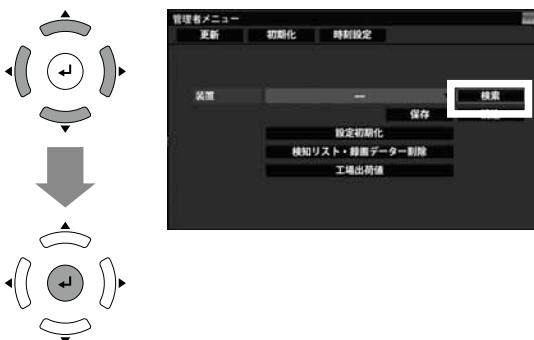 管理者メニュー
更新 初期化 時刻設定
装置 --- 検索
保存
設定初期化
検知リスト・録画データー削除
工場出荷値